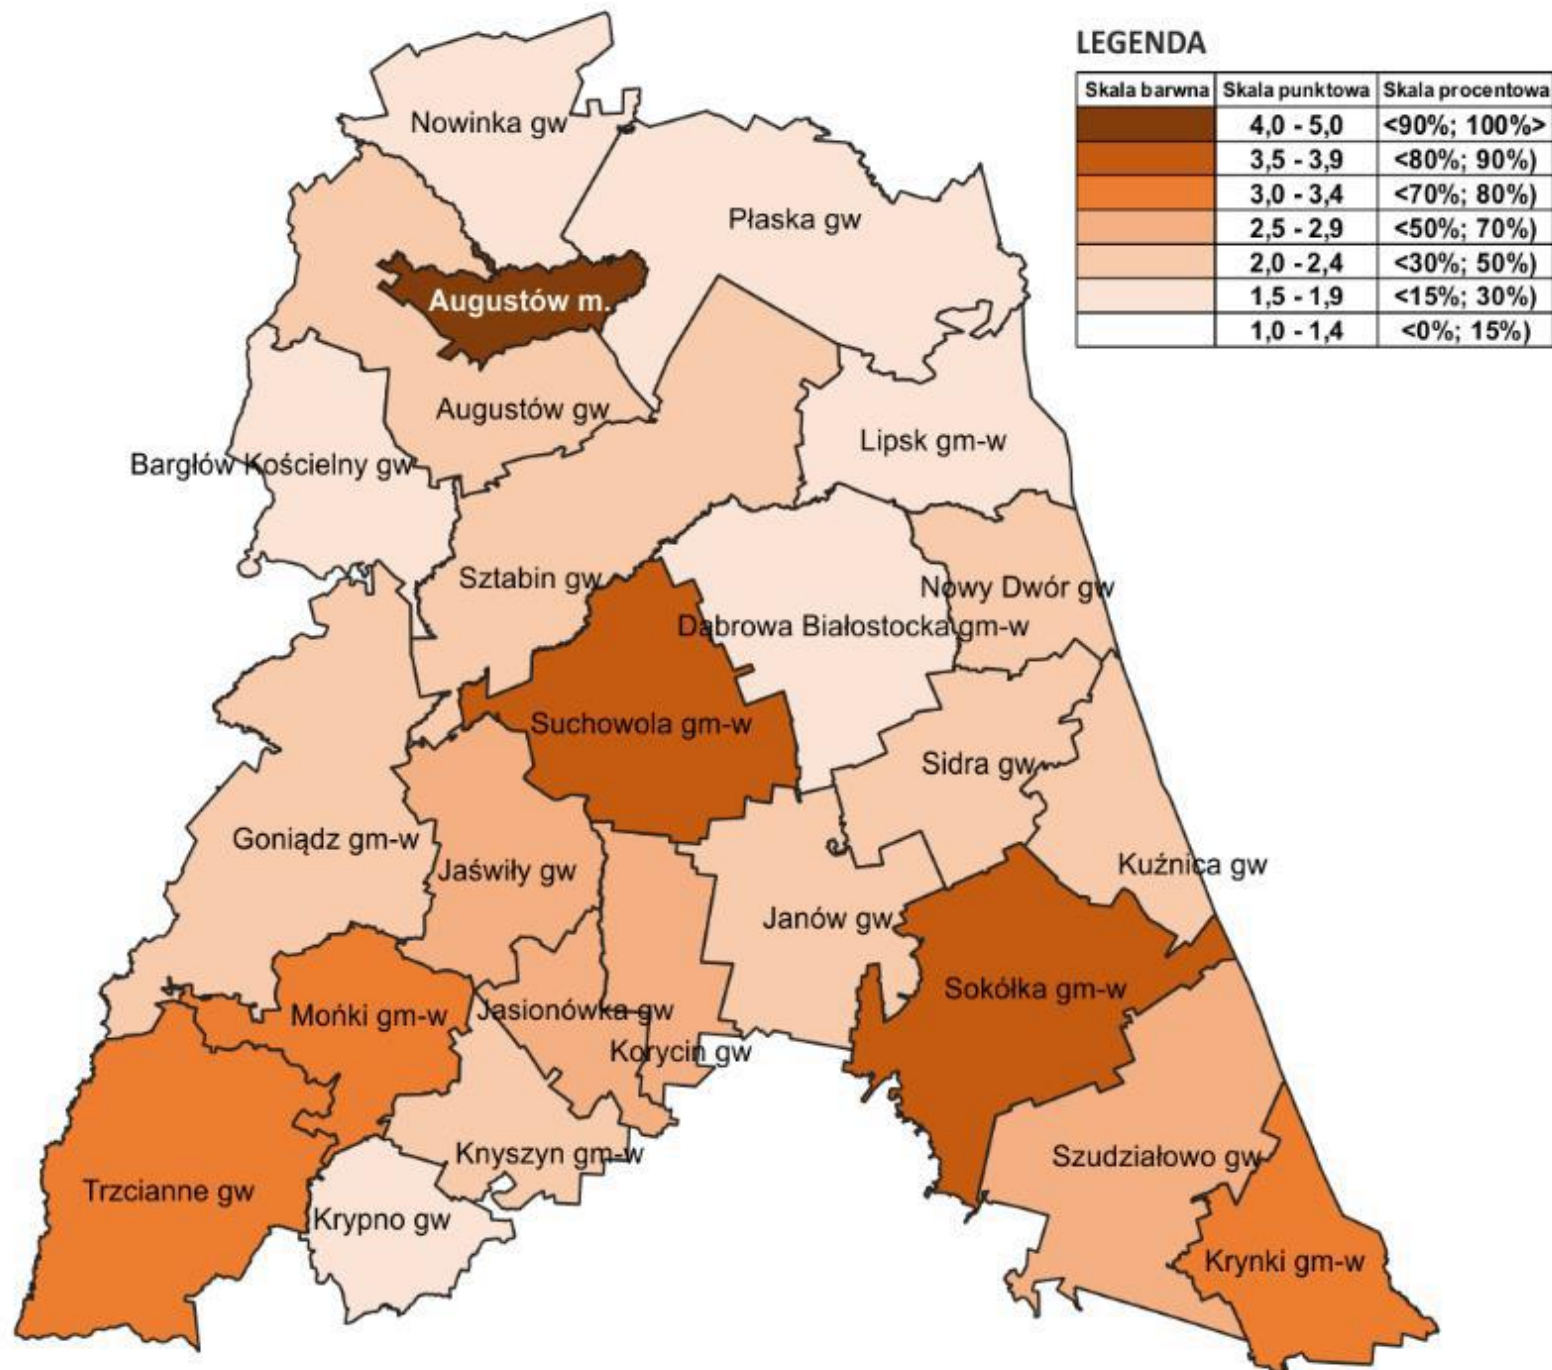 LEGENDA
Skala barwna Skala punktowa Skala procentowa
4,0 - 5,0 <90%; 100%>
3,5 - 3,9 <80%; 90%)
3,0 - 3,4 <70%; 80%)
2,5 - 2,9 <50%; 70%)
2,0 - 2,4 <30%; 50%)
1,5 - 1,9 <15%; 30%)
1,0 - 1,4 <0%; 15%)
Nowinka gw
Płaska gw
Augustów m.
Augustów gw
Lipsk gm-w
Bargłów Kościelny gw
Sztabin gw
Nowy Dwór gw
Dąbrowa Białostocka gm-w
Suchowola gm-w
Sidra gw
Goniądz gm-w
Kuźnica gw
Jaświły gw
Janów gw
Sokółka gm-w
Mońki gm-w
Jasionówka gw
Korycin gw
Knyszyn gm-w
Szudziałowo gw
Trzcianne gw
Krypno gw
Krynki gm-w